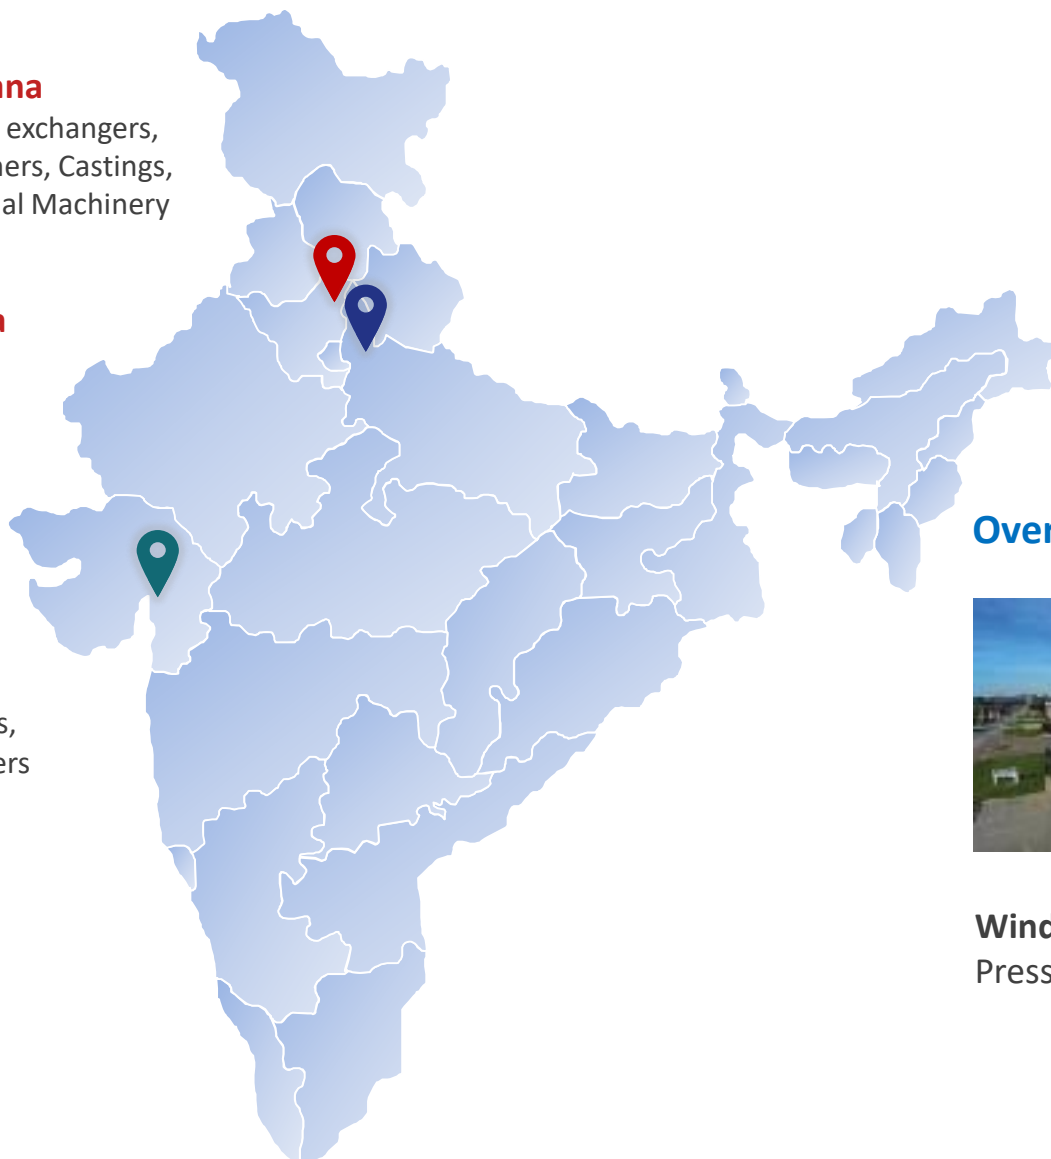 nna
exchangers,
ners, Castings,
al Machinery
a
s,
ers
Over
Wind
Press